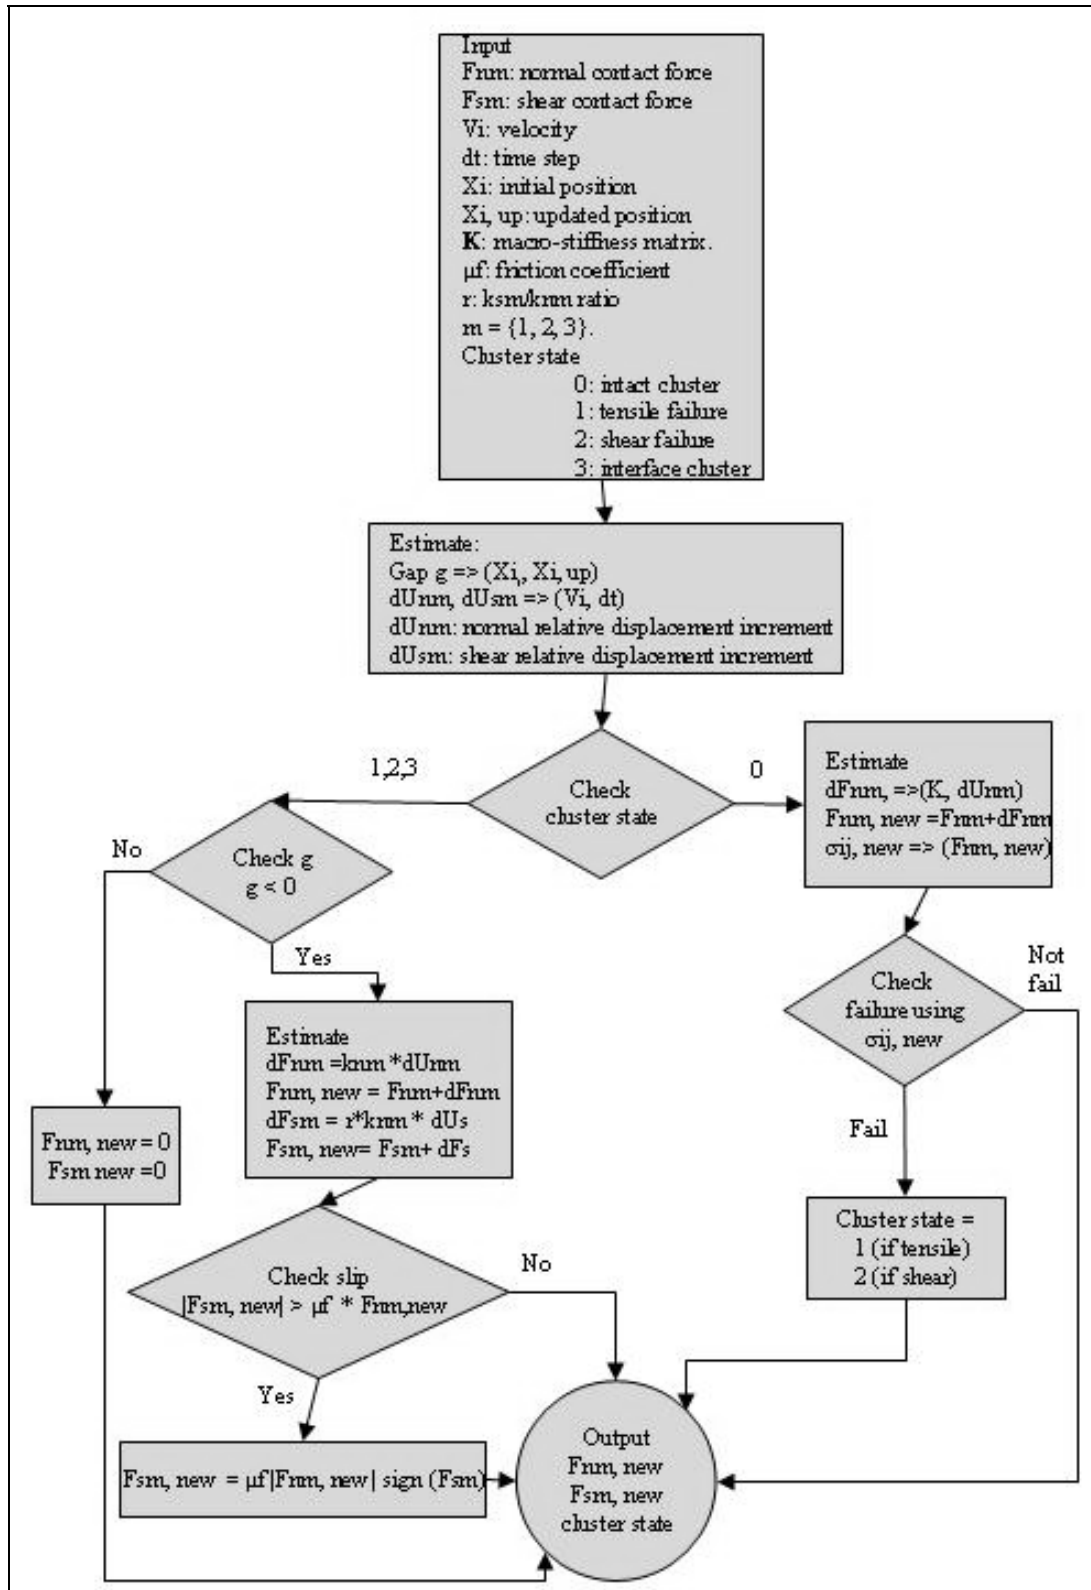 Input
Fnm: normal contact force
Fsm: shear contact force
Vi: velocity
dt: time step
Xi: initial position
Xi, up: updated position
K: macro-stiffness matrix.
μf: friction coefficient
r: ksm/knm ratio
m = {1, 2, 3}.
Cluster state
0: intact cluster
1: tensile failure
2: shear failure
3: interface cluster
Estimate:
Gap g => (Xi,, Xi, up)
dUnm, dUsm => (Vi, dt)
dUnm: normal relative displacement increment
dUsm: shear relative displacement increment
1,2,3
Check
cluster state
0
Estimate
dFnm, =>(K, dUnm)
Fnm, new =Fnm+dFnm
σij, new => (Fnm, new)
No
Check g
g < 0
Yes
Check
failure using
σij, new
Not
fail
Estimate
dFnm =knm *dUnm
Fnm, new = Fnm+dFnm
dFsm = r*knm* dUs
Fsm, new= Fsm+ dFs
Fnm, new = 0
Fsm new =0
Fail
Cluster state =
1 (if tensile)
2 (if shear)
Check slip
|Fsm, new| > μf * Fnm,new
No
Yes
Fsm, new = μf|Fnm, new| sign (Fsm)
Output
Fnm, new
Fsm, new
cluster state